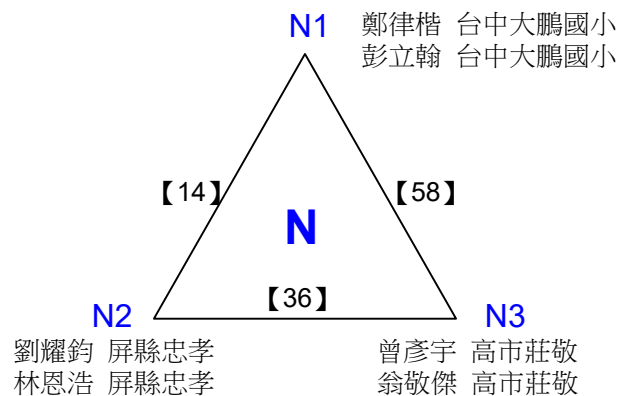 N1 鄭律楷 台中大鵬國小
彭立翰 台中大鵬國小
【14】
【58】
N
【36】
N2
N3
劉耀鈞 屏縣忠孝
林恩浩 屏縣忠孝
曾彥宇 高市莊敬
翁敬傑 高市莊敬